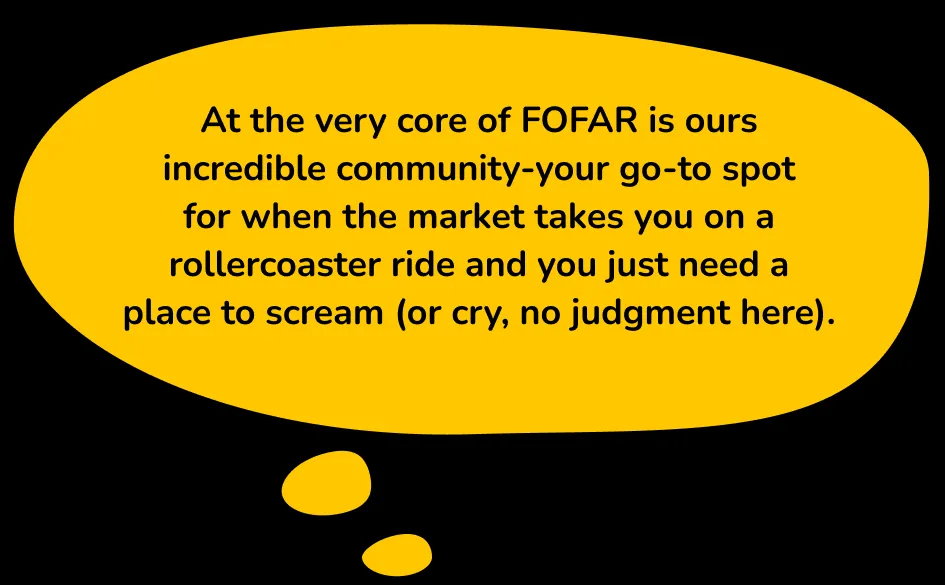 At the very core of FOFAR is ours
incredible community-your go-to spot
for when the market takes you on a
rollercoaster ride and you just need a
place to scream (or cry, no judgment here).